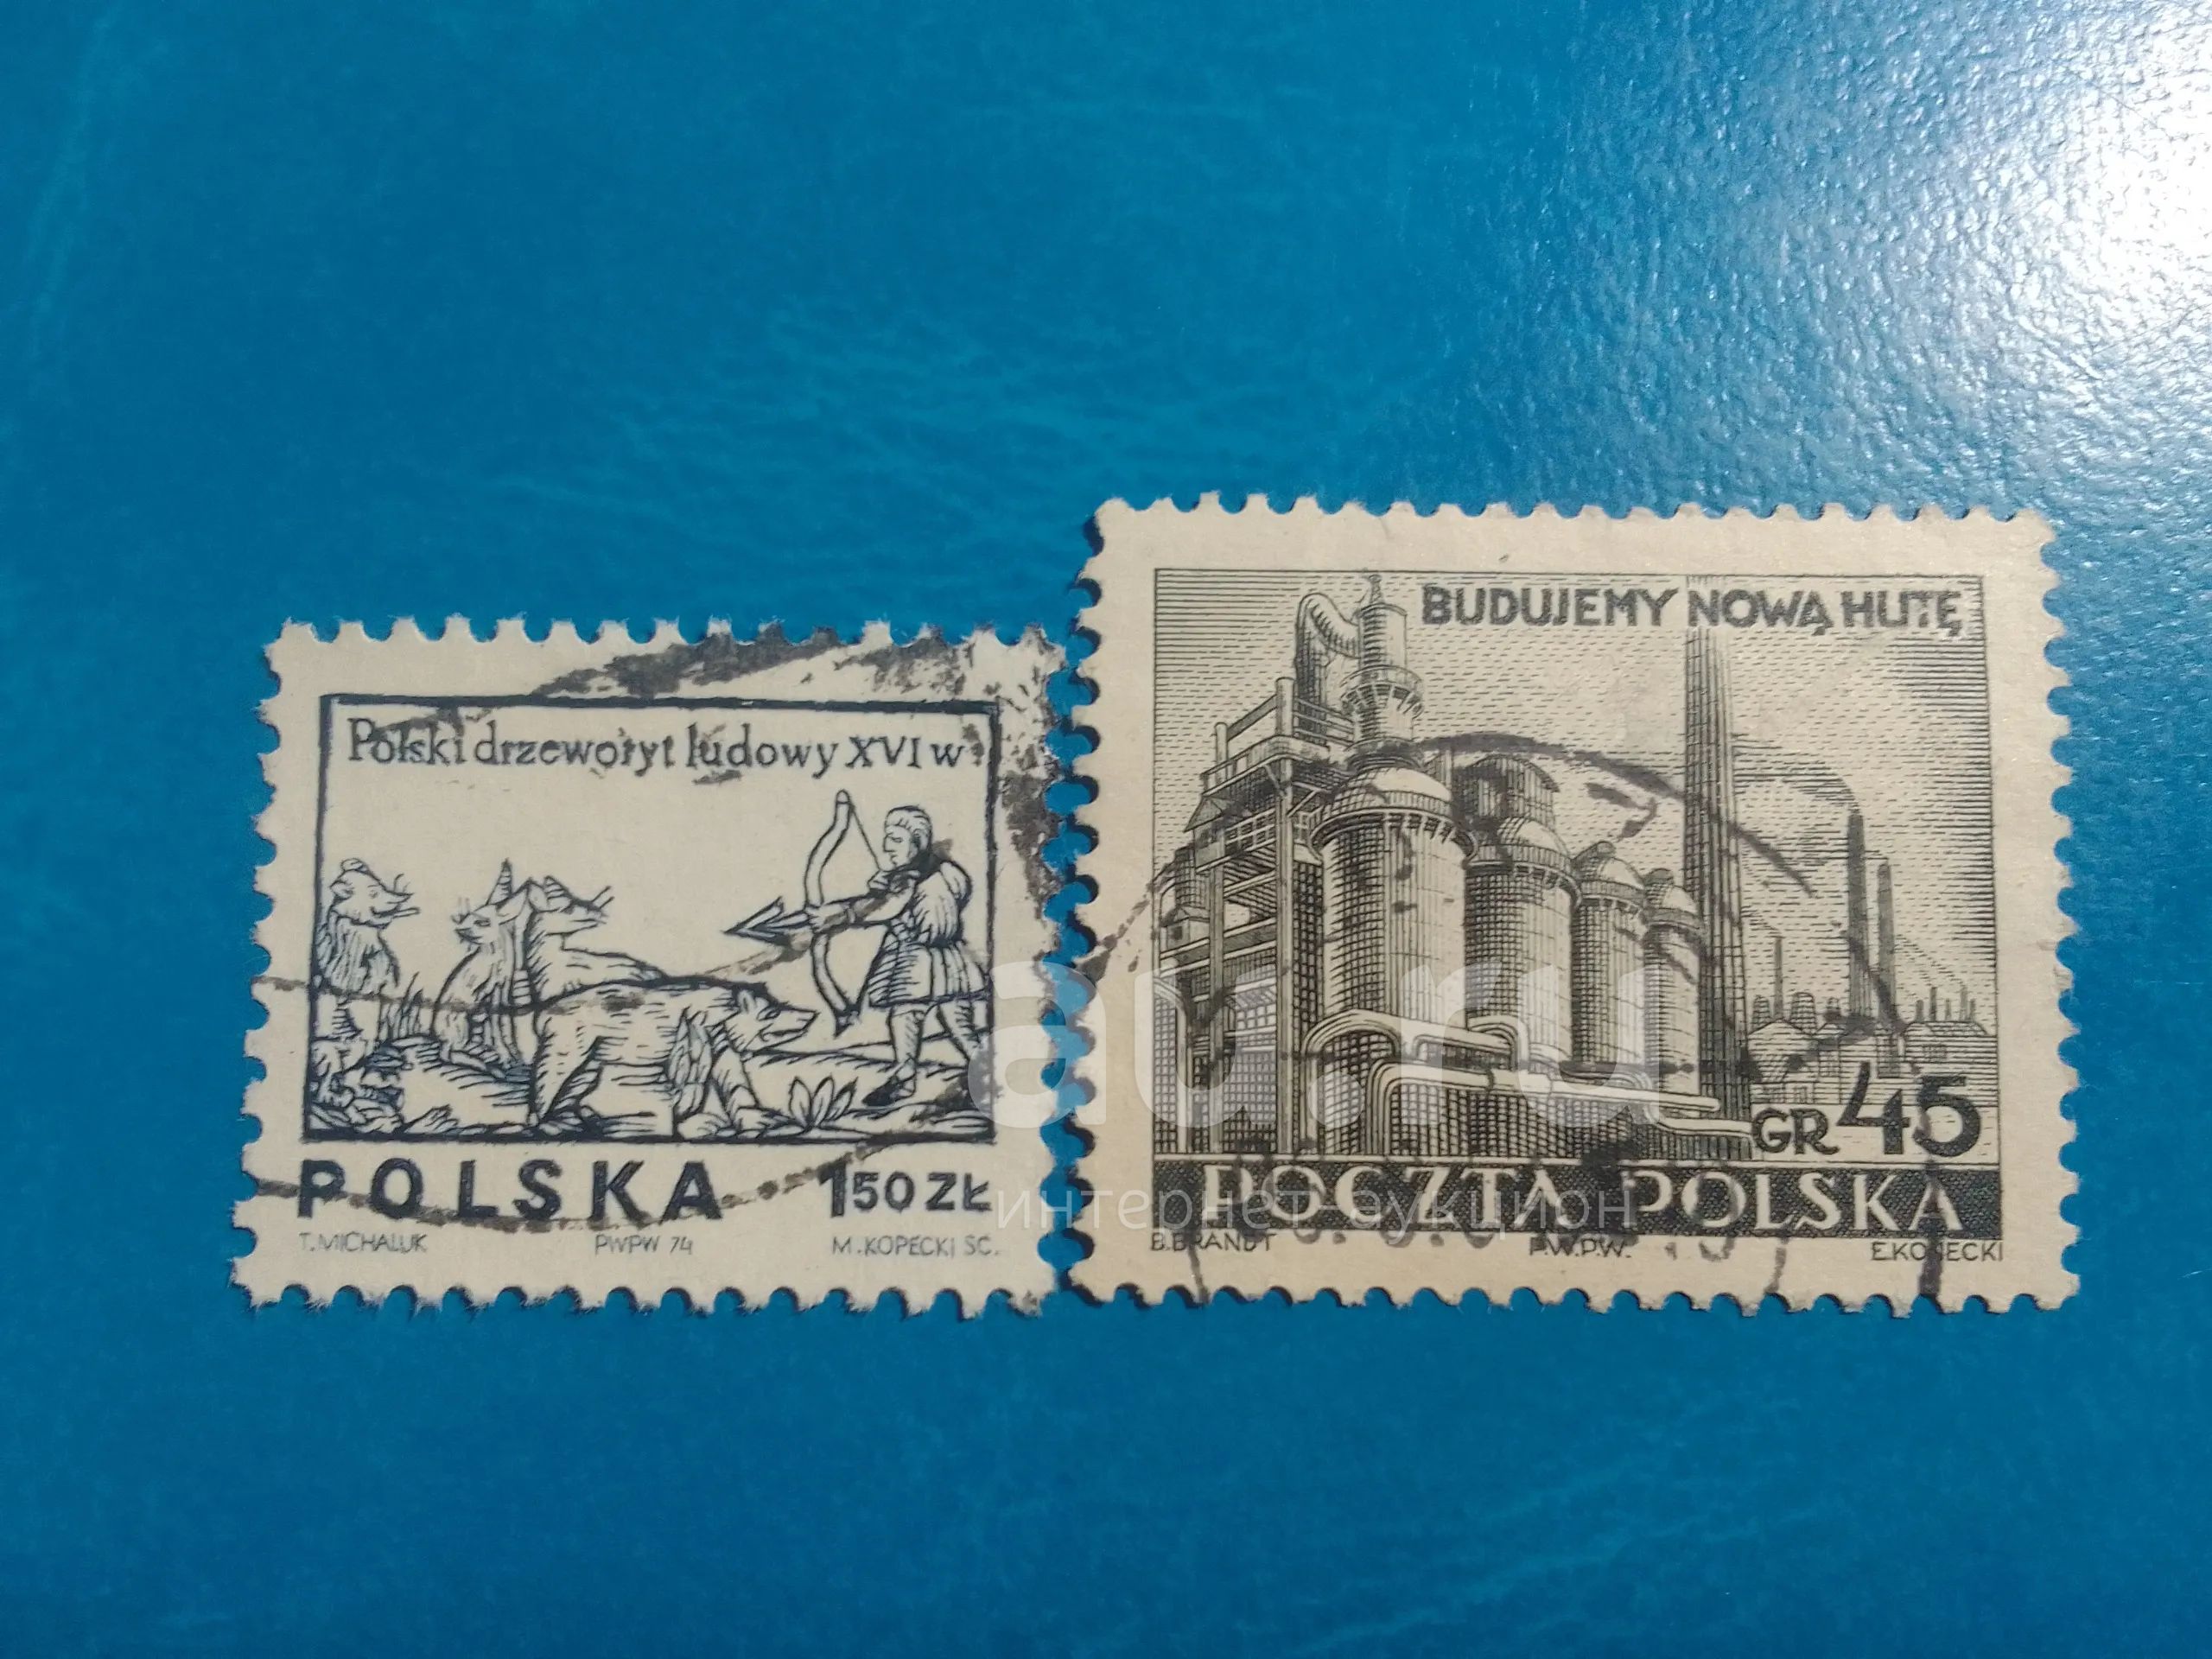 Polski drzeworyt ludowy XVI w.
POLSKA 1,50 ZŁ
T. MICHALUK PWPW 74 M. KOPECKI SC.
BUDUJEMY NOWĄ HUTĘ
GR 45
POCZTA POLSKA
B. BRANDT P.W.P.W. E.KONECKI
au.ru
интернет аукцион